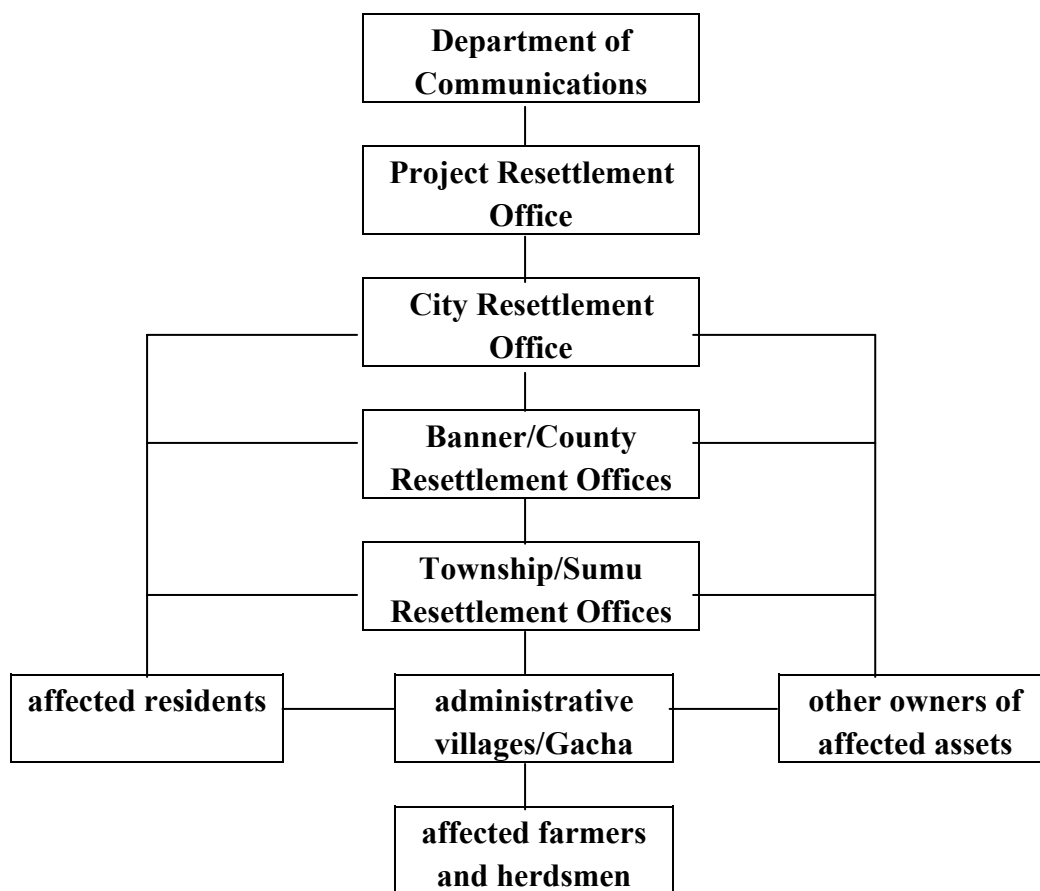 Department of
Communications
Project Resettlement
Office
City Resettlement
Office
Banner/County
Resettlement Offices
Township/Sumu
Resettlement Offices
affected residents
administrative
villages/Gacha
other owners of
affected assets
affected farmers
and herdsmen